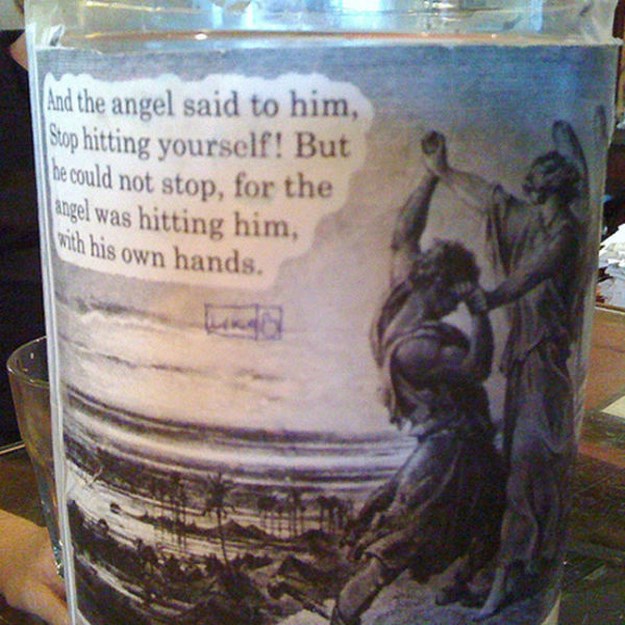 And the angel said to him,
Stop hitting yourself! But
he could not stop, for the
angel was hitting him,
with his own hands.
Like